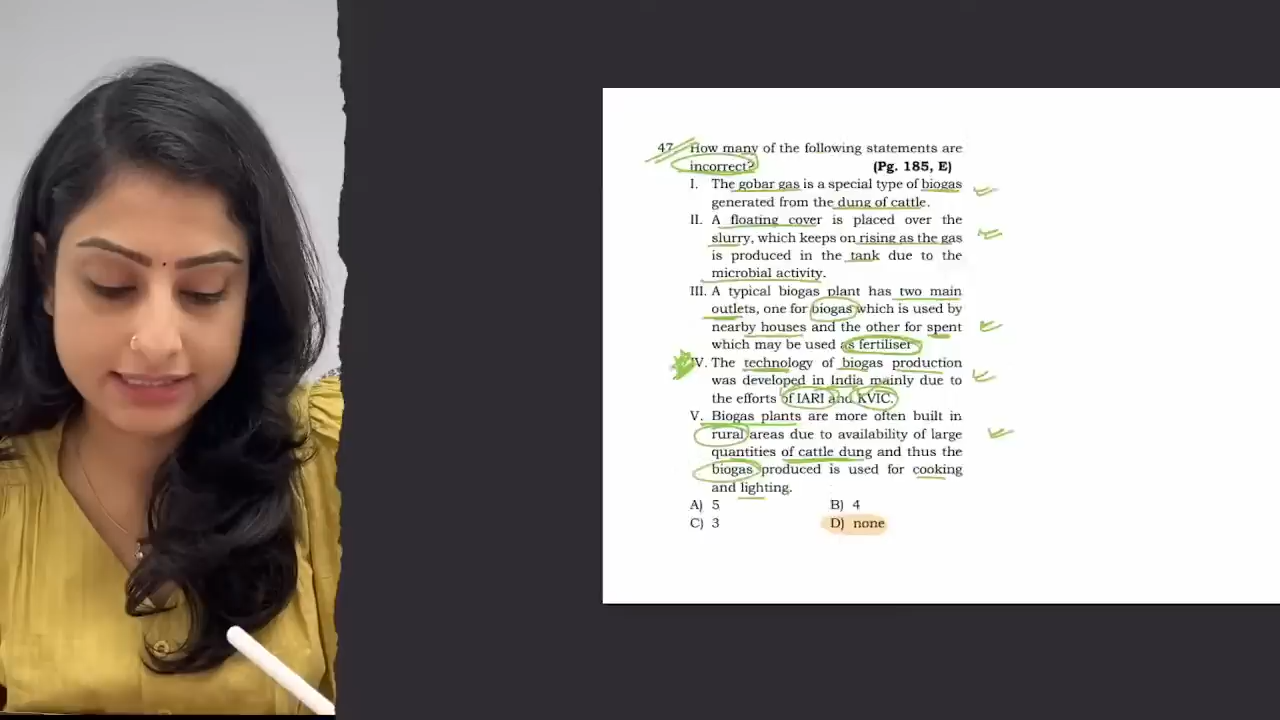 47. How many of the following statements are
incorrect? (Pg. 185, E)
I. The gobar gas is a special type of biogas
generated from the dung of cattle.
II. A floating cover is placed over the
slurry, which keeps on rising as the gas
is produced in the tank due to the
microbial activity.
III. A typical biogas plant has two main
outlets, one for biogas which is used by
nearby houses and the other for spent
which may be used as fertiliser
IV. The technology of biogas production
was developed in India mainly due to
the efforts of IARI and KVIC.
V. Biogas plants are more often built in
rural areas due to availability of large
quantities of cattle dung and thus the
biogas produced is used for cooking
and lighting.
A) 5 B) 4
C) 3 D) none